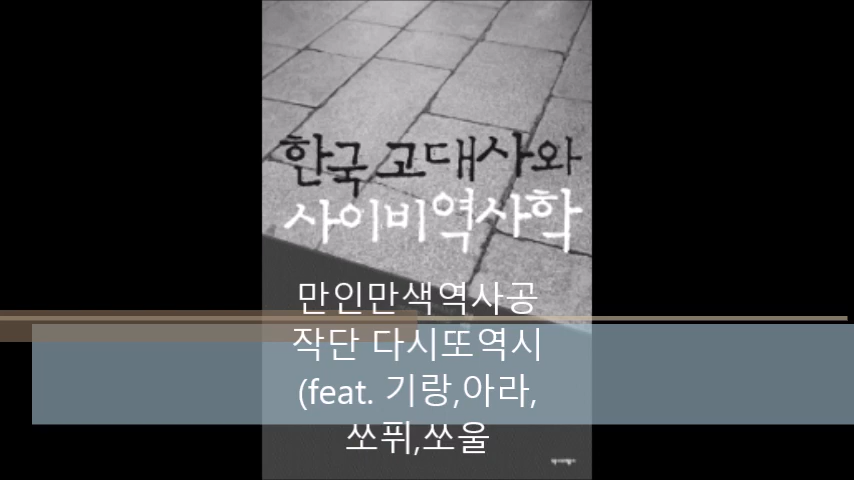 한국 고대사와
사이비역사학
만인만색역사공
작단 다시또역시
(feat. 기랑,아라,
쏘퓌,쏘울